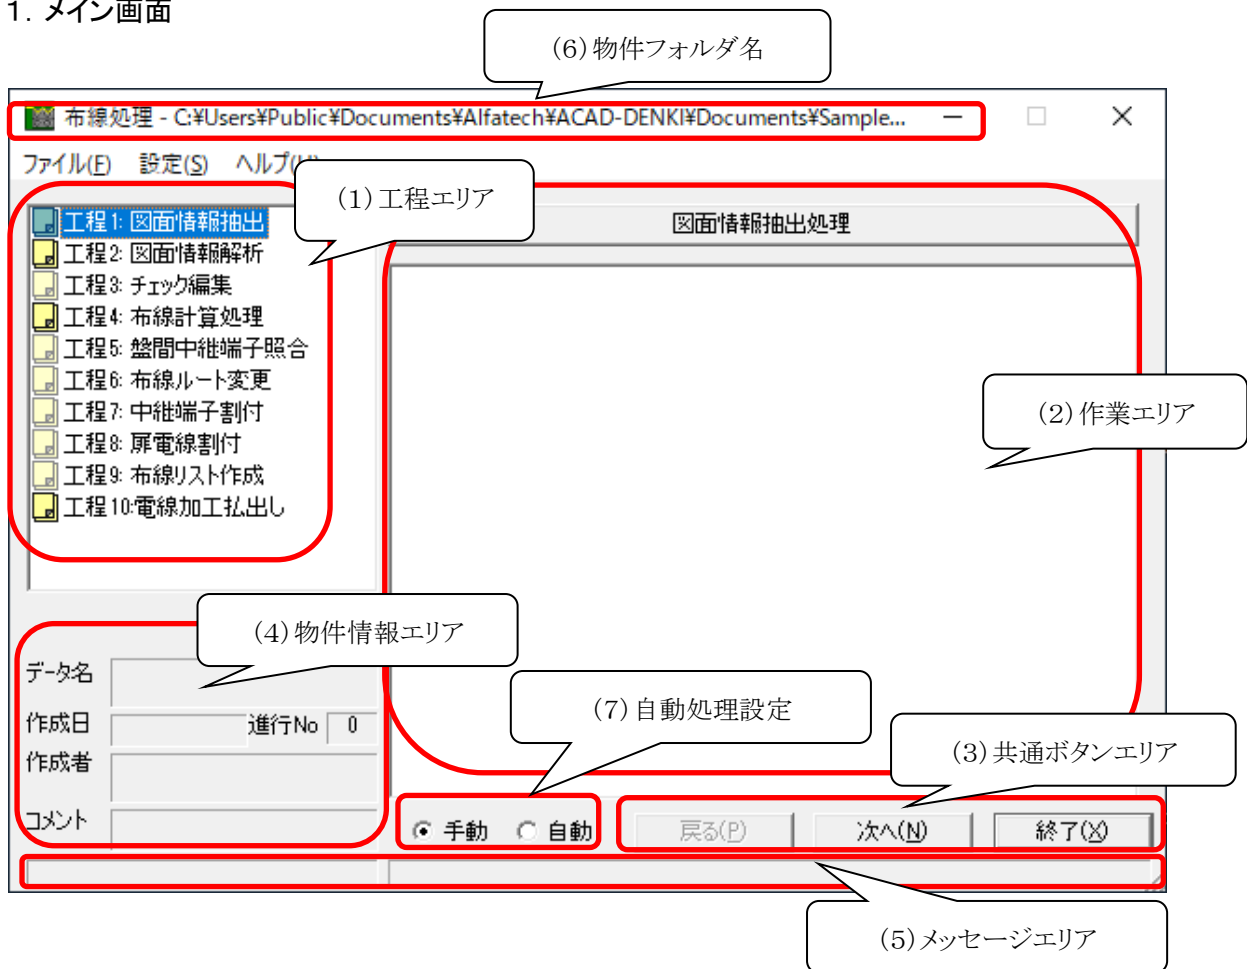 1．メイン画面
(6)物件フォルダ名
布線処理 - C:¥Users¥Public¥Documents¥Alfatech¥ACAD-DENKI¥Documents¥Sample...
ファイル(F) 設定(S) ヘルプ(H)
(1)工程エリア
工程1: 図面情報抽出
図面情報抽出処理
工程2: 図面情報解析
工程3: チェック編集
工程4: 布線計算処理
工程5: 盤間中継端子照合
工程6: 布線ルート変更
工程7: 中継端子割付
工程8: 扉電線割付
工程9: 布線リスト作成
工程10:電線加工払出し
(2)作業エリア
(4)物件情報エリア
データ名
(7)自動処理設定
作成日 進行No 0
作成者
(3)共通ボタンエリア
コメント
手動 自動 戻る(P) 次へ(N) 終了(X)
(5)メッセージエリア